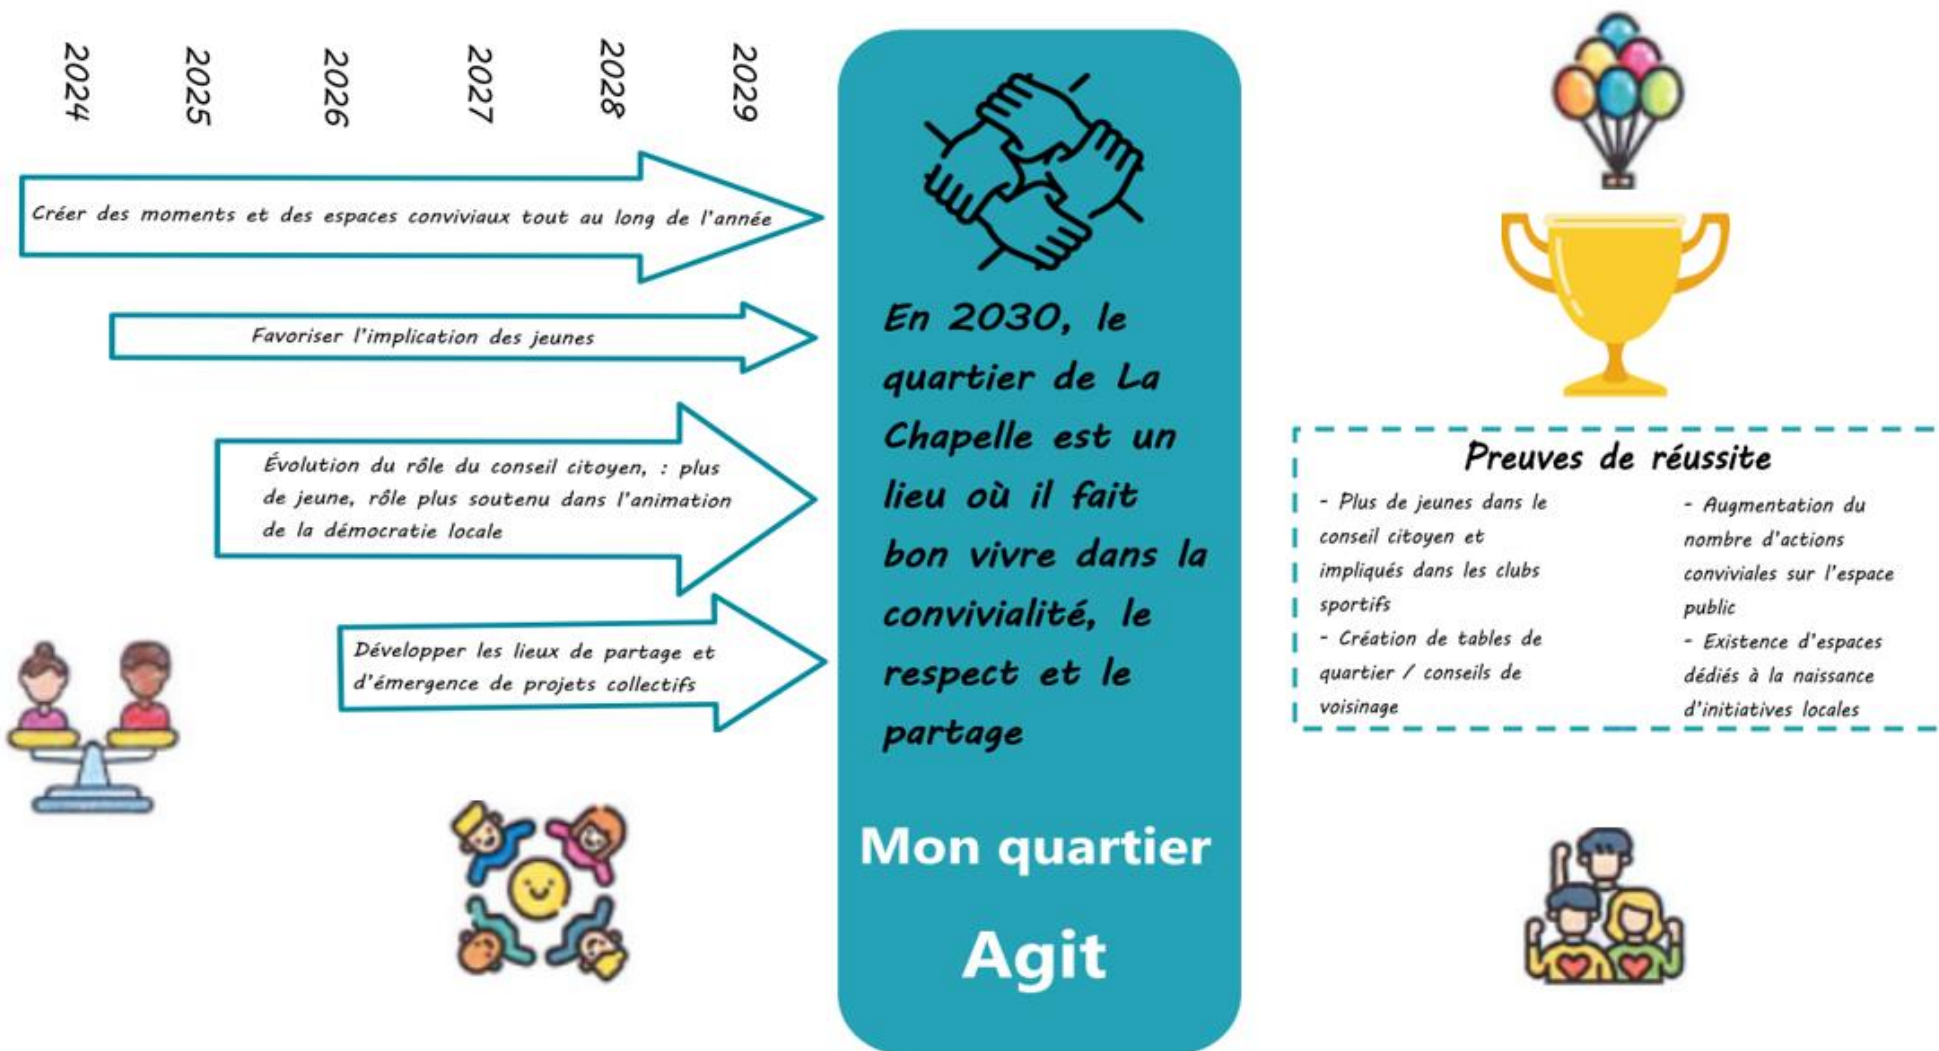 2024
2025
2026
2027
2028
2029
Créer des moments et des espaces conviviaux tout au long de l'année
Favoriser l'implication des jeunes
Évolution du rôle du conseil citoyen, : plus
de jeune, rôle plus soutenu dans l'animation
de la démocratie locale
Développer les lieux de partage et
d'émergence de projets collectifs
En 2030, le
quartier de La
Chapelle est un
lieu où il fait
bon vivre dans la
convivialité, le
respect et le
partage
Mon quartier
Agit
Preuves de réussite
- Plus de jeunes dans le
conseil citoyen et
impliqués dans les clubs
sportifs
- Création de tables de
quartier / conseils de
voisinage
- Augmentation du
nombre d'actions
conviviales sur l'espace
public
- Existence d'espaces
dédiés à la naissance
d'initiatives locales